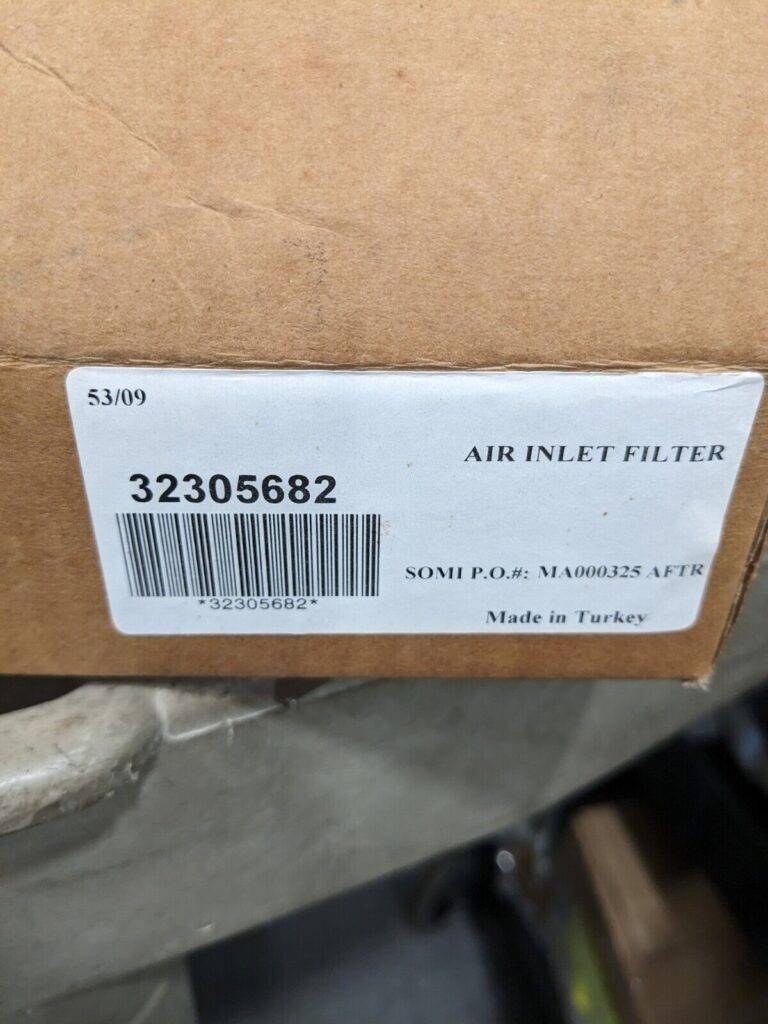 53/09
AIR INLET FILTER
32305682
*32305682*
SOMI P.O.#: MA000325 AFTR
Made in Turkey